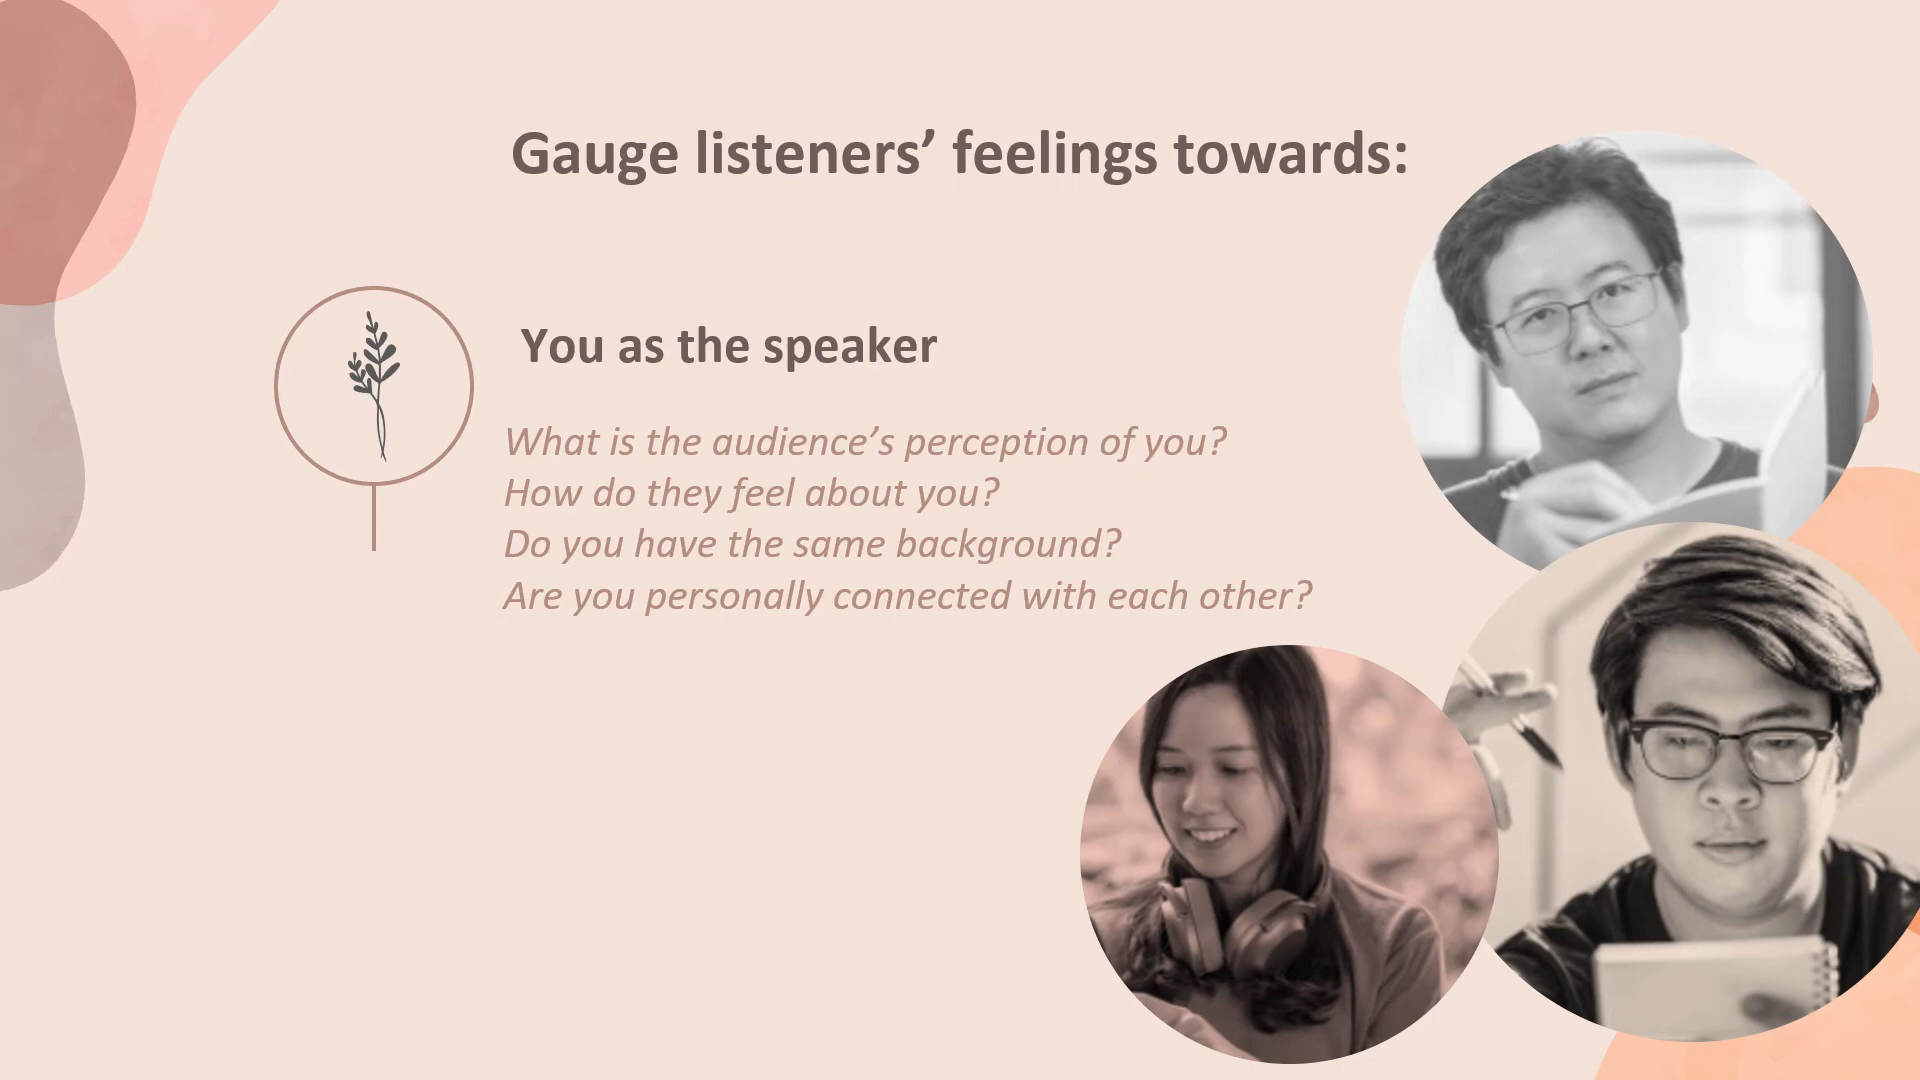 Gauge listeners’ feelings towards:
You as the speaker
What is the audience’s perception of you?
How do they feel about you?
Do you have the same background?
Are you personally connected with each other?